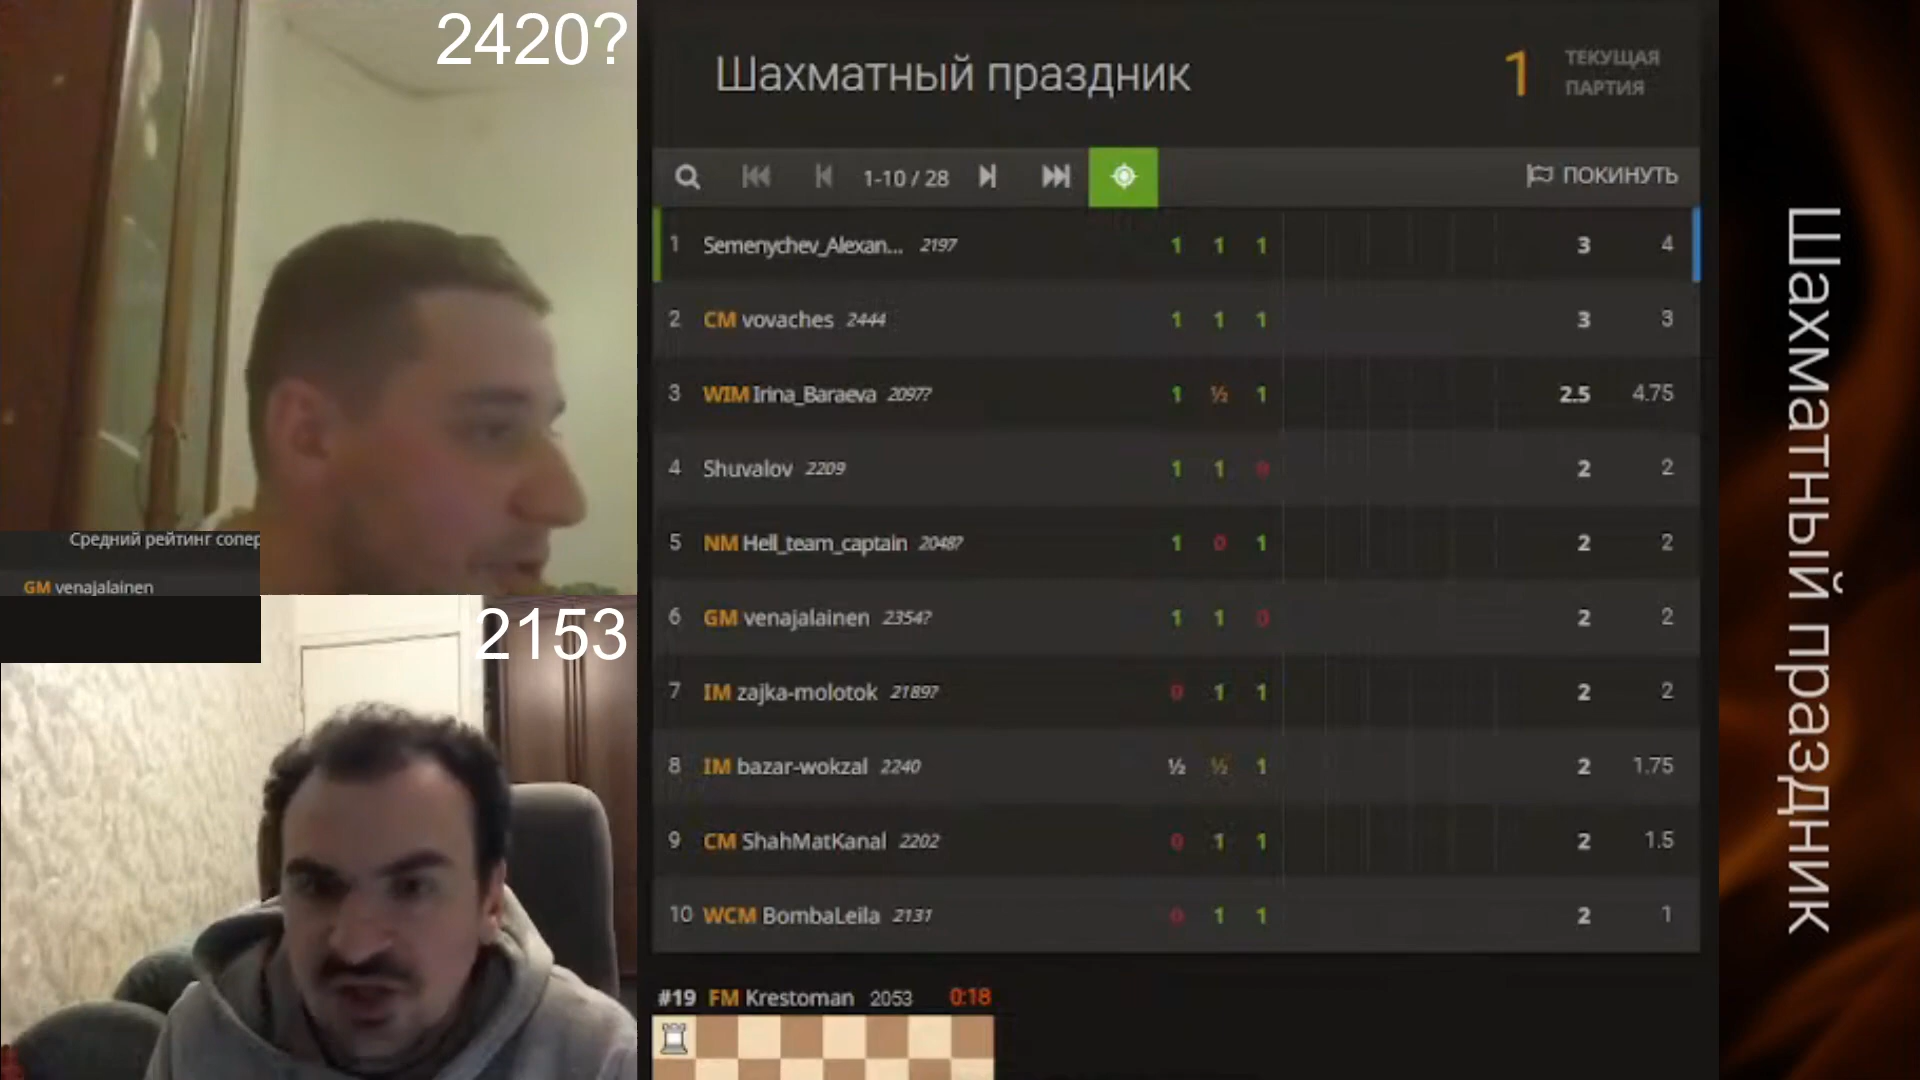 2420?
Средний рейтинг сопер
GM venajalainen
2153
Шахматный праздник
1 ТЕКУЩАЯ ПАРТИЯ
1-10 / 28
ПОКИНУТЬ
1 Semenychev_Alexan... 2197 1 1 1 3 4
2 CM vovaches 2444 1 1 1 3 3
3 WIM Irina_Baraeva 2097? 1 ½ 1 2.5 4.75
4 Shuvalov 2209 1 1 0 2 2
5 NM Hell_team_captain 2048? 1 0 1 2 2
6 GM venajalainen 2354? 1 1 0 2 2
7 IM zajka-molotok 2189? 0 1 1 2 2
8 IM bazar-wokzal 2240 ½ ½ 1 2 1.75
9 CM ShahMatKanal 2202 0 1 1 2 1.5
10 WCM BombaLeila 2131 0 1 1 2 1
#19 FM Krestoman 2053 0:18
Шахматный праздник